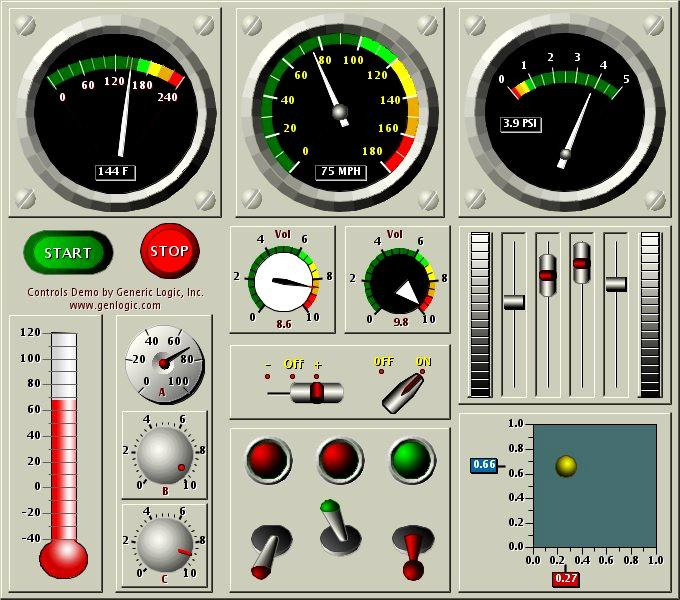 0 60 120 180 240
144 F
0 20 40 60 80 100 120 140 160 180
75 MPH
0 1 2 3 4 5
3.9 PSI
START
STOP
Controls Demo by Generic Logic, Inc.
www.genlogic.com
Vol
0 2 4 6 8 10
8.6
Vol
0 2 4 6 8 10
9.8
120
100
80
60
40
20
0
-20
-40
0 20 40 60 80 100
A
0 2 4 6 8 10
B
0 2 4 6 8 10
C
- Off +
OFF ON
1.0
0.8
0.6
0.4
0.2
0.0
0.66
0.0 0.2 0.4 0.6 0.8 1.0
0.27